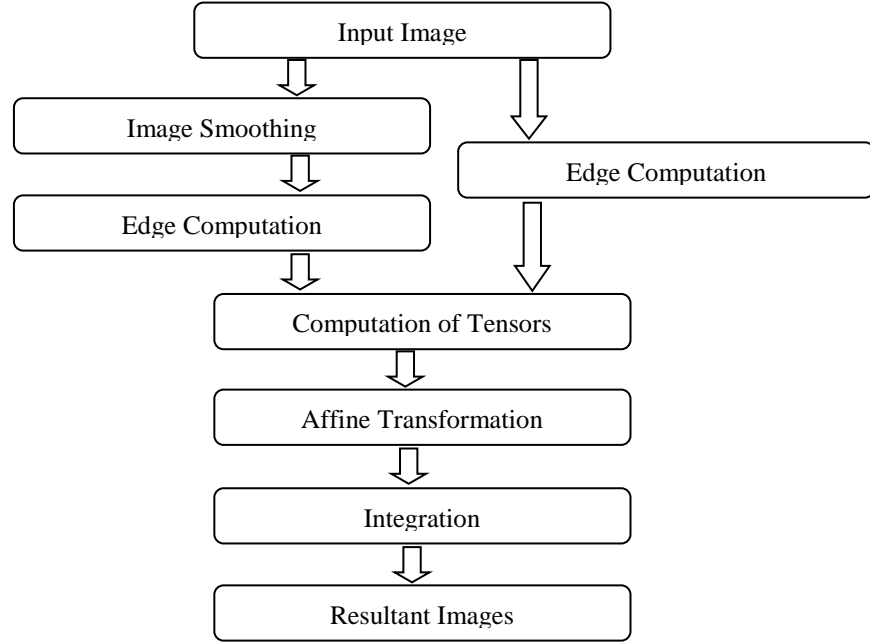 Input Image
Image Smoothing
Edge Computation
Edge Computation
Computation of Tensors
Affine Transformation
Integration
Resultant Images